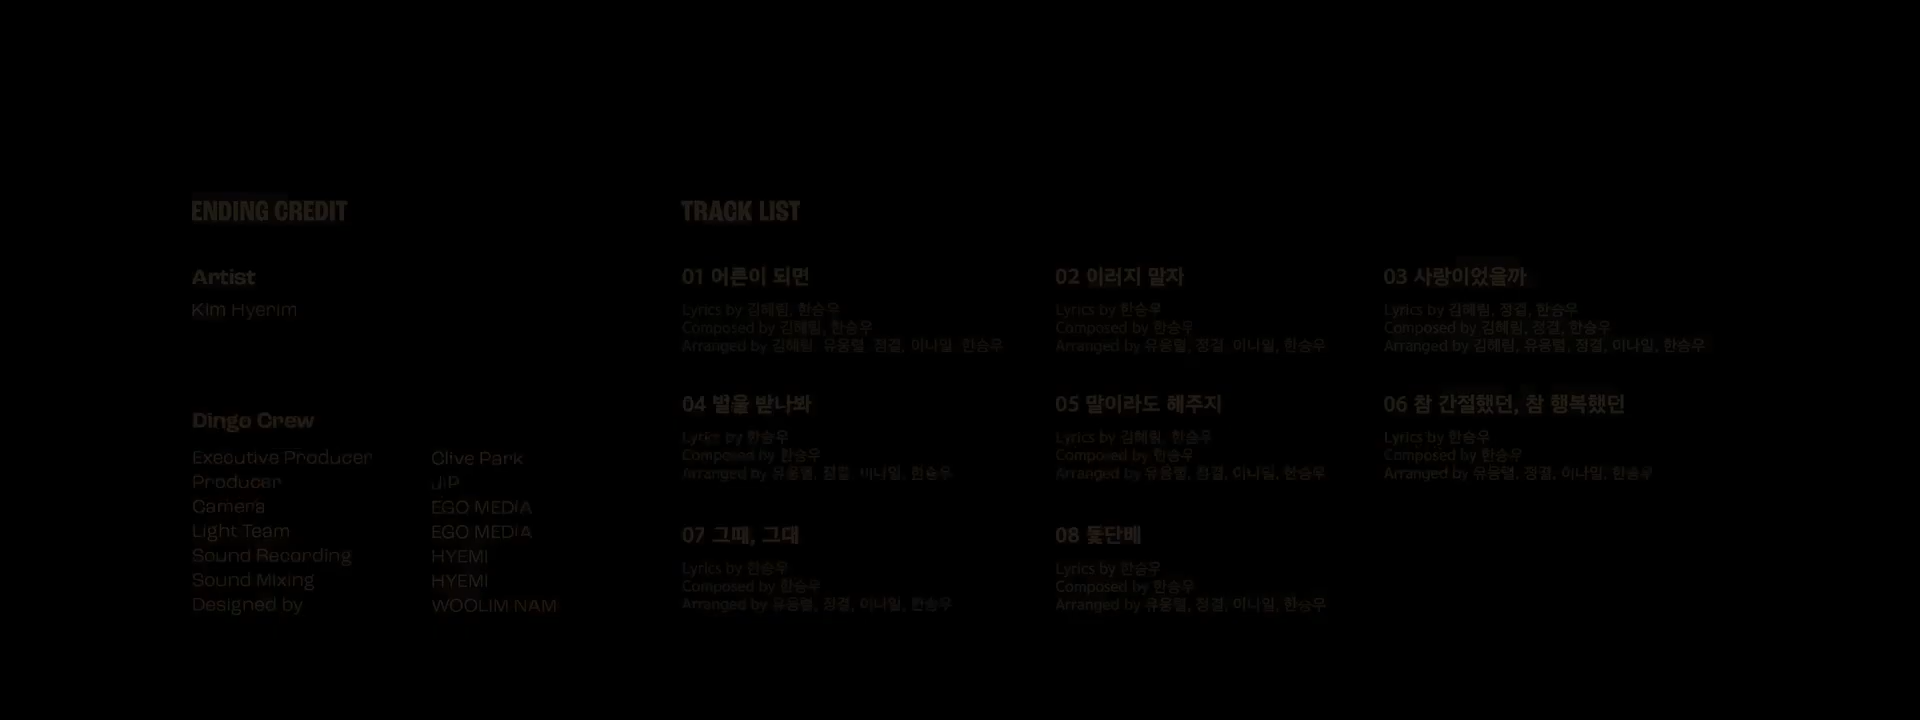 ENDING CREDIT
Artist
Kim Hyerim
Dingo Crew
Executive Producer Clive Park
Producer JIP
Camera EGO MEDIA
Light Team EGO MEDIA
Sound Recording HYEMI
Sound Mixing HYEMI
Designed by WOOLIM NAM
TRACK LIST
01 어른이 되면
Lyrics by 김혜림, 한승우
Composed by 김혜림, 한승우
Arranged by 김혜림, 유웅렬, 정결, 이나일, 한승우
02 이러지 말자
Lyrics by 한승우
Composed by 한승우
Arranged by 유웅렬, 정결, 이나일, 한승우
03 사랑이었을까
Lyrics by 김혜림, 정결, 한승우
Composed by 김혜림, 정결, 한승우
Arranged by 김혜림, 유웅렬, 정결, 이나일, 한승우
04 벌을 받나봐
Lyrics by 한승우
Composed by 한승우
Arranged by 유웅렬, 정결, 이나일, 한승우
05 말이라도 해주지
Lyrics by 김혜림, 한승우
Composed by 한승우
Arranged by 유웅렬, 정결, 이나일, 한승우
06 참 간절했던, 참 행복했던
Lyrics by 한승우
Composed by 한승우
Arranged by 유웅렬, 정결, 이나일, 한승우
07 그때, 그대
Lyrics by 한승우
Composed by 한승우
Arranged by 유웅렬, 정결, 이나일, 한승우
08 돛단배
Lyrics by 한승우
Composed by 한승우
Arranged by 유웅렬, 정결, 이나일, 한승우